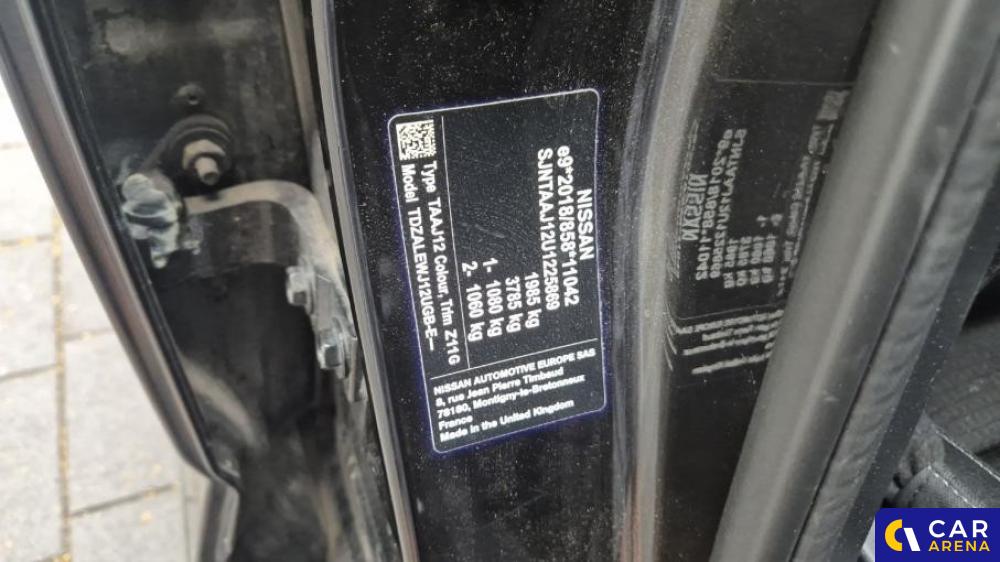 NISSAN
e9*2018/858*11042
SJNTAAJ12U1225869
1985 kg
3785 kg
1- 1080 kg
2- 1060 kg
Type TAAJ12 Colour, Trim Z11G
Model TDZALEWJ12UGB-E—
NISSAN AUTOMOTIVE EUROPE SAS
8, rue Jean Pierre Timbaud
78180, Montigny-le-Bretonneux
France
Made in the United Kingdom
CAR
ARENA